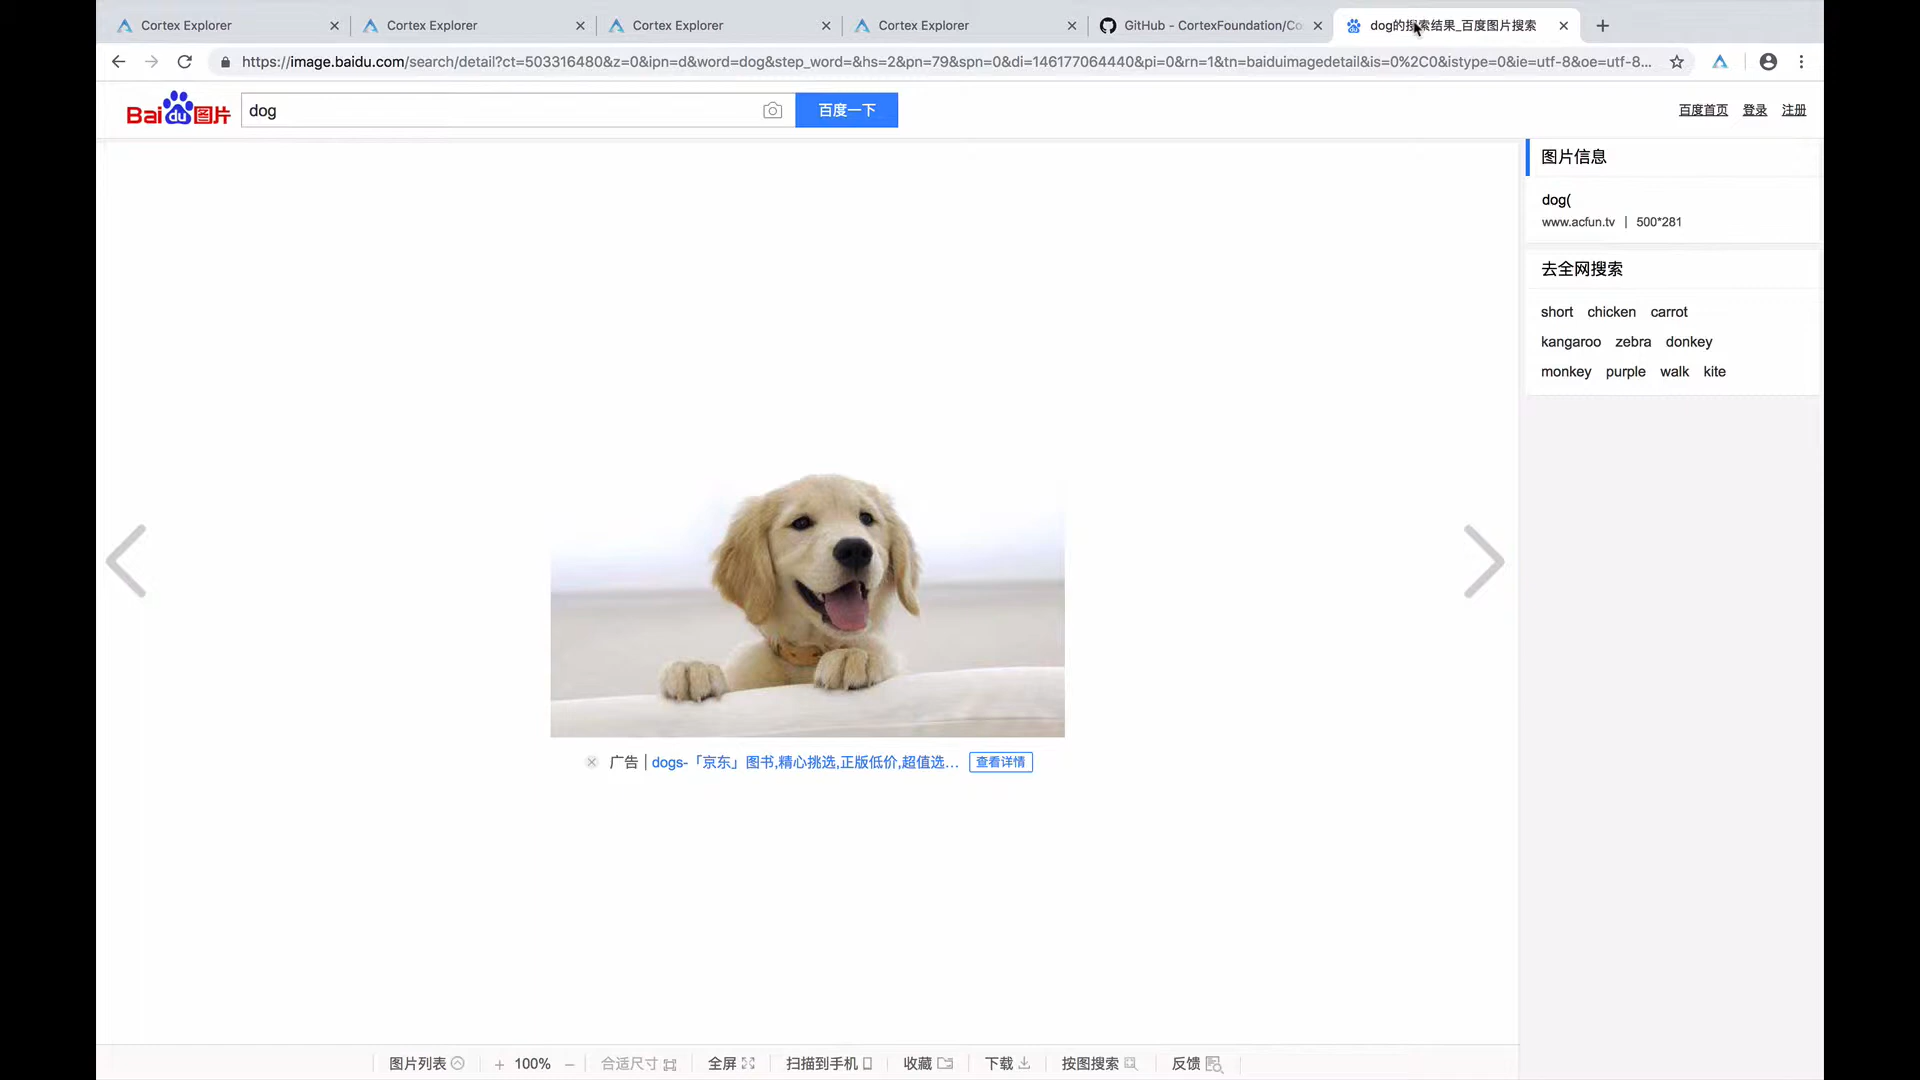 Cortex Explorer
Cortex Explorer
Cortex Explorer
Cortex Explorer
GitHub - CortexFoundation/Co
dog的搜索结果_百度图片搜索
https://image.baidu.com/search/detail?ct=503316480&z=0&ipn=d&word=dog&step_word=&hs=2&pn=79&spn=0&di=146177064440&pi=0&rn=1&tn=baiduimagedetail&is=0%2C0&istype=0&ie=utf-8&oe=utf-8...
Bai du 图片
dog
百度一下
百度首页 登录 注册
图片信息
dog(
www.acfun.tv | 500*281
去全网搜索
short chicken carrot
kangaroo zebra donkey
monkey purple walk kite
广告 | dogs-「京东」图书,精心挑选,正版低价,超值选... 查看详情
图片列表 + 100% − 合适尺寸 全屏 扫描到手机 收藏 下载 按图搜索 反馈